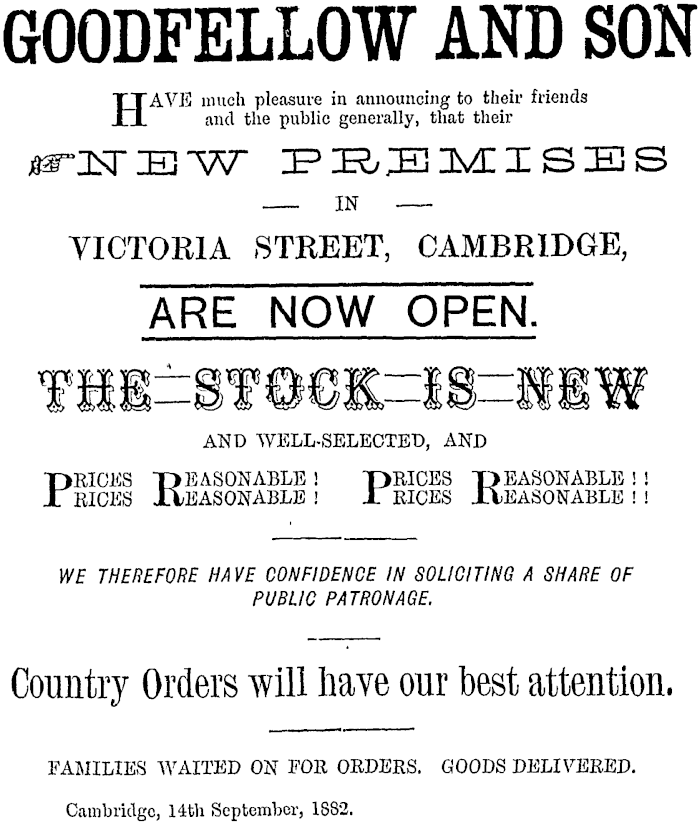 GOODFELLOW AND SON
HAVE much pleasure in announcing to their friends
and the public generally, that their
NEW PREMISES
IN
VICTORIA STREET, CAMBRIDGE,
ARE NOW OPEN.
THE STOCK IS NEW
AND WELL-SELECTED, AND
PRICES REASONABLE! PRICES REASONABLE!!
PRICES REASONABLE! PRICES REASONABLE!!
WE THEREFORE HAVE CONFIDENCE IN SOLICITING A SHARE OF
PUBLIC PATRONAGE.
Country Orders will have our best attention.
FAMILIES WAITED ON FOR ORDERS. GOODS DELIVERED.
Cambridge, 14th September, 1882.